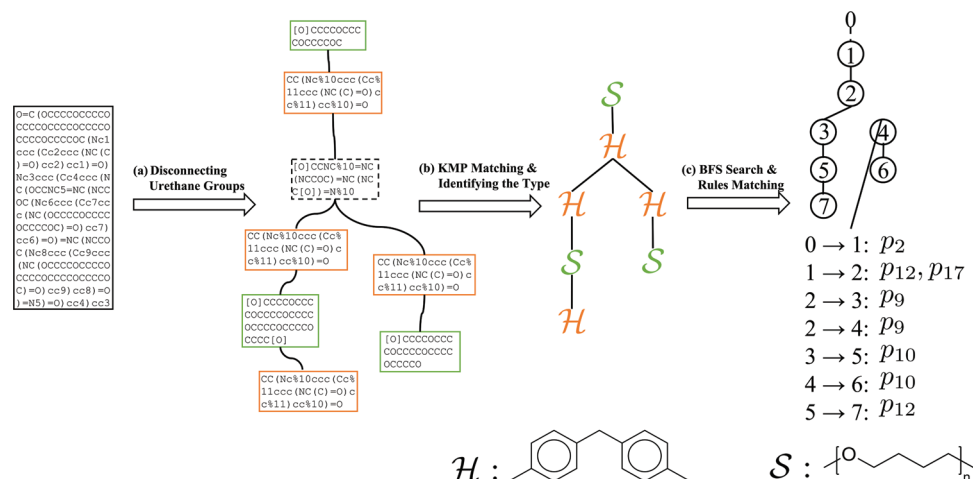 O=C(OCCCCOCCCCO
CCCCOCCCCOCCCCO
CCCCOCCCCOC(Nc1
ccc(Cc2ccc(NC(C
)=O)cc2)cc1)=O)
Nc3ccc(Cc4ccc(N
C(OCCNC5=NC(NCC
OC(Nc6ccc(Cc7cc
c(NC(OCCCCOCCCC
OCCCCOC)=O)cc7)
cc6)=O)=NC(NCCO
C(Nc8ccc(Cc9ccc
(NC(OCCCCOCCCCO
CCCCOCCCCOCCCCO
C)=O)cc9)cc8)=O
)=N5)=O)cc4)cc3
(a) Disconnecting
Urethane Groups
[O]CCCCOCCC
COCCCCOC
CC(Nc%10ccc(Cc%
11ccc(NC(C)=O)c
c%11)cc%10)=O
[O]CCNC%10=NC
(NCCOC)=NC(NC
C[O])=N%10
CC(Nc%10ccc(Cc%
11ccc(NC(C)=O)c
c%11)cc%10)=O
CC(Nc%10ccc(Cc%
11ccc(NC(C)=O)c
c%11)cc%10)=O
[O]CCCCOCCC
COCCCCOCCCC
OCCCCOCCCCO
CCCC[O]
[O]CCCCOCCC
COCCCCOCCCC
OCCCCO
CC(Nc%10ccc(Cc%
11ccc(NC(C)=O)c
c%11)cc%10)=O
(b) KMP Matching &
Identifying the Type
S
H
H H
S S
H
(c) BFS Search &
Rules Matching
0
1
2
3 4
5 6
7
0 → 1: p2
1 → 2: p12, p17
2 → 3: p9
2 → 4: p9
3 → 5: p10
4 → 6: p10
5 → 7: p12
H :
S : O n